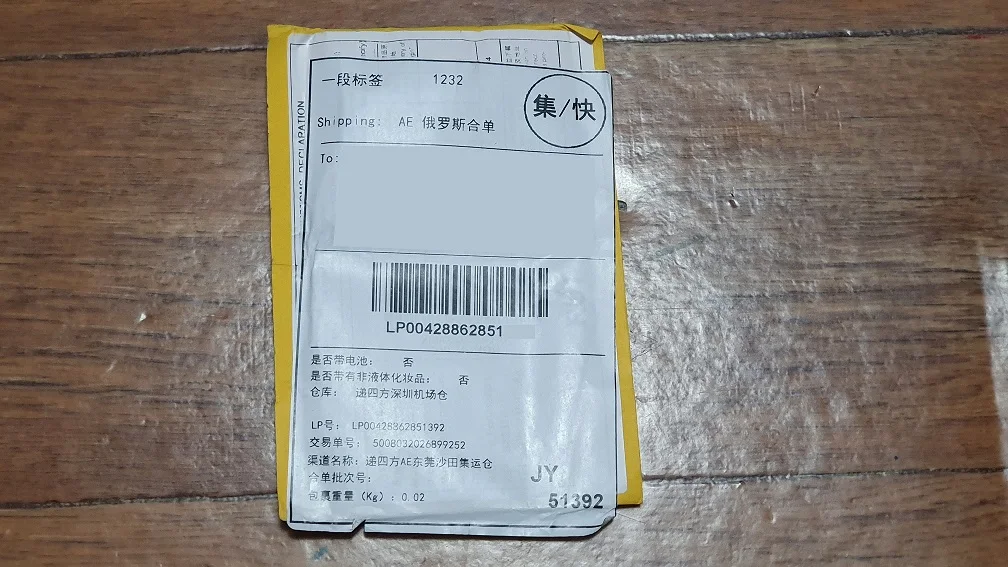 一段标签 1232
集/快
Shipping: AE 俄罗斯合单
To:
LP00428862851
是否带电池： 否
是否带有非液体化妆品： 否
仓库： 递四方深圳机场仓
LP号： LP00428862851392
交易单号： 5008032026899252
渠道名称：递四方AE东莞沙田集运仓
合单批次号：
包裹重量（Kg）：0.02
JY
51392
DECLARATION